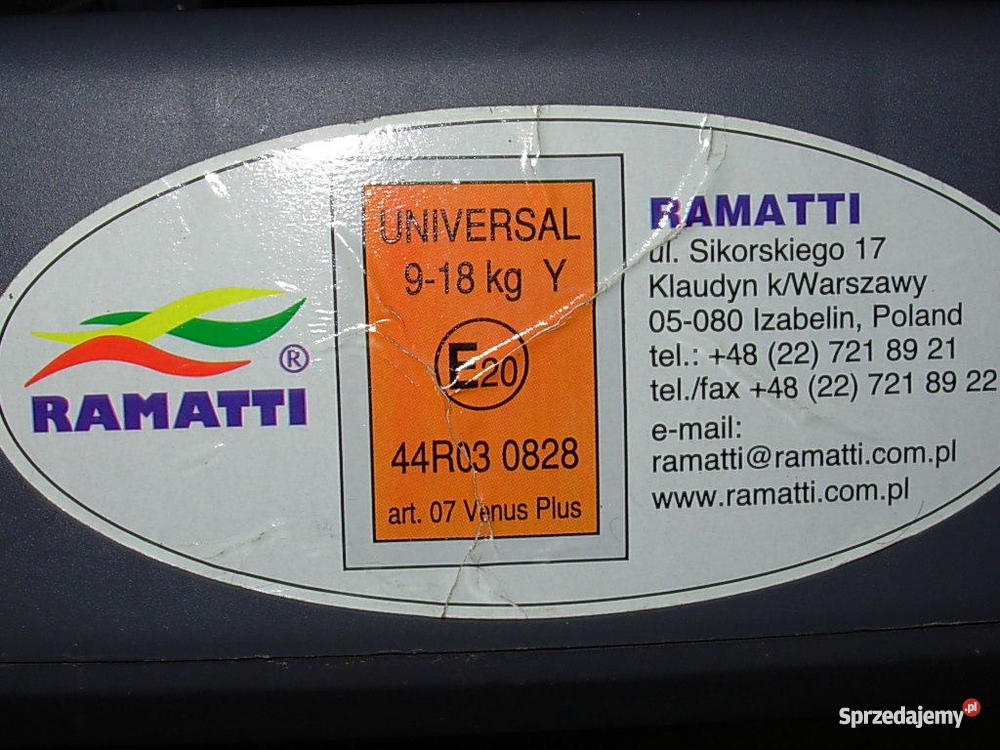 RAMATTI
®
UNIVERSAL
9-18 kg Y
E20
44R03 0828
art. 07 Venus Plus
RAMATTI
ul. Sikorskiego 17
Klaudyn k/Warszawy
05-080 Izabelin, Poland
tel.: +48 (22) 721 89 21
tel./fax +48 (22) 721 89 22
e-mail:
ramatti@ramatti.com.pl
www.ramatti.com.pl
Sprzedajemy.pl